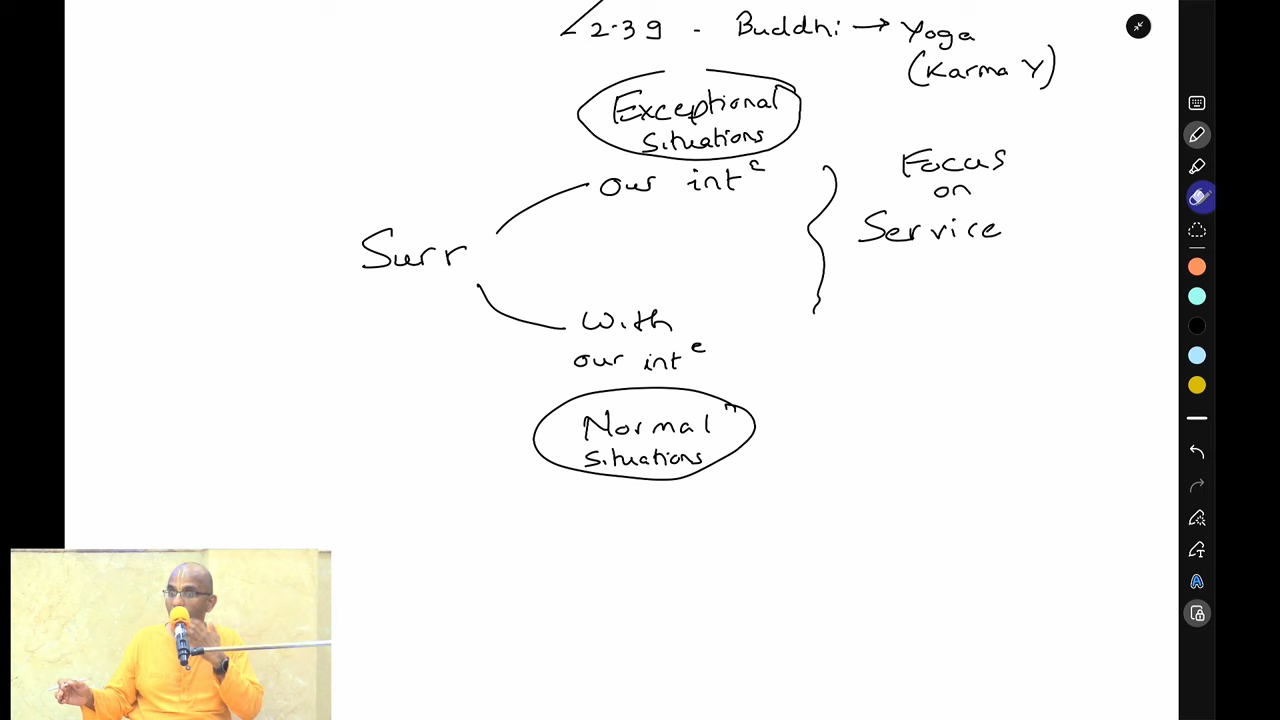 2.39 - Buddhi → Yoga
(Karma Y)
Exceptional
Situations
our int c
Focus
on
Service
Surr
With
our int e
Normal
Situations